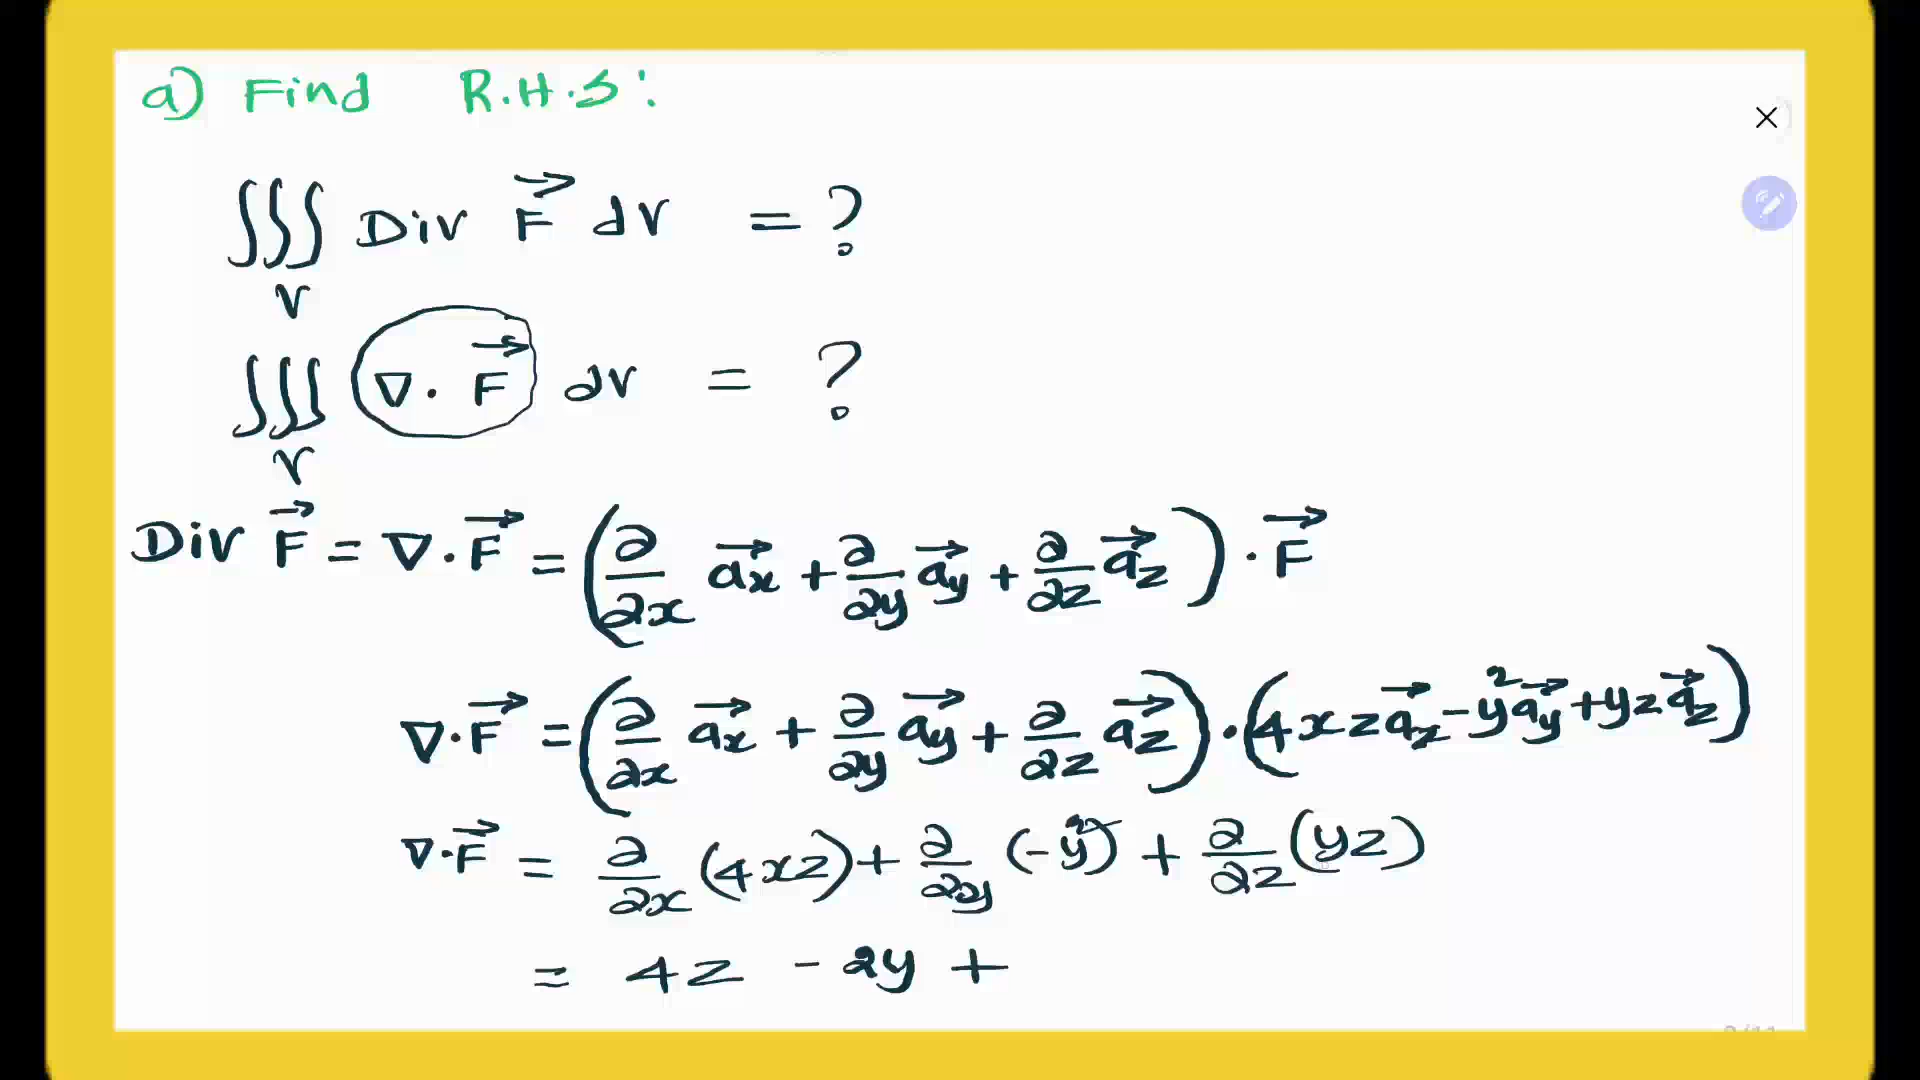 a) Find R.H.S:
∭ Div F⃗ dv = ?
v
∭ ∇· F⃗ dv = ?
v
Div F⃗ = ∇·F⃗ = (∂/∂x a⃗x + ∂/∂y a⃗y + ∂/∂z a⃗z)·F⃗
∇·F⃗ = (∂/∂x a⃗x + ∂/∂y a⃗y + ∂/∂z a⃗z)·(4xz a⃗x - y² a⃗y + yz a⃗z)
∇·F⃗ = ∂/∂x (4xz) + ∂/∂y (-y²) + ∂/∂z (yz)
= 4z - 2y +